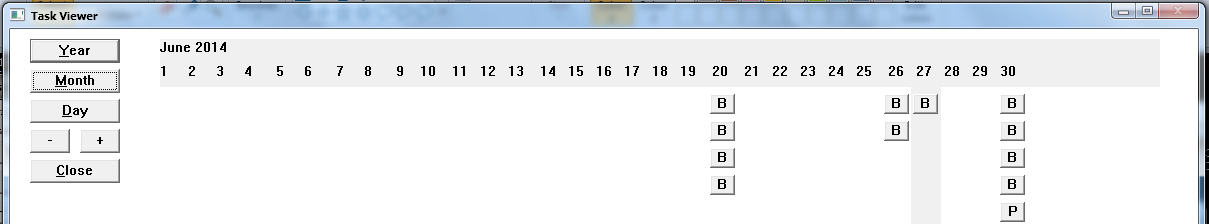 Task Viewer
Year
Month
Day
- +
Close
June 2014
1 2 3 4 5 6 7 8 9 10 11 12 13 14 15 16 17 18 19 20 21 22 23 24 25 26 27 28 29 30
B B B B
B B B
B B
B B
P